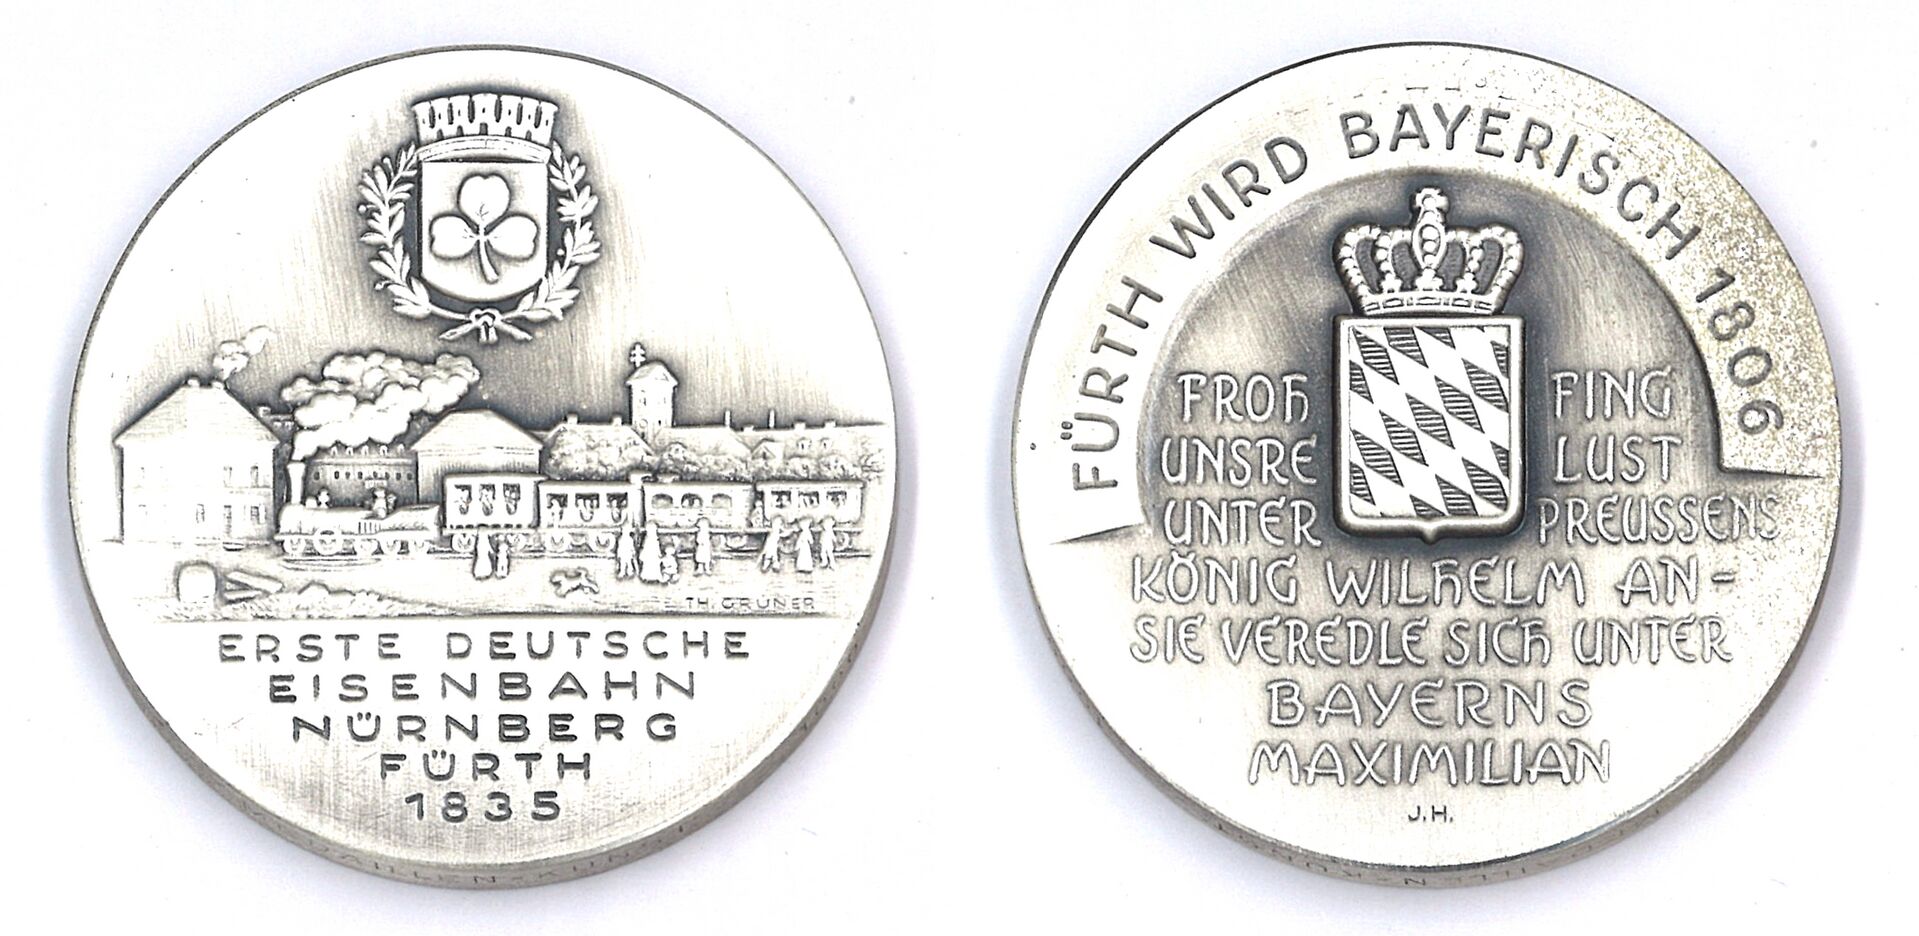 TH. GRUNER
ERSTE DEUTSCHE
EISENBAHN
NÜRNBERG
FÜRTH
1835
FÜRTH WIRD BAYERISCH 1806
FROH FING
UNSRE LUST
UNTER PREUSSENS
KÖNIG WILHELM AN-
SIE VEREDLE SICH UNTER
BAYERNS
MAXIMILIAN
J.H.